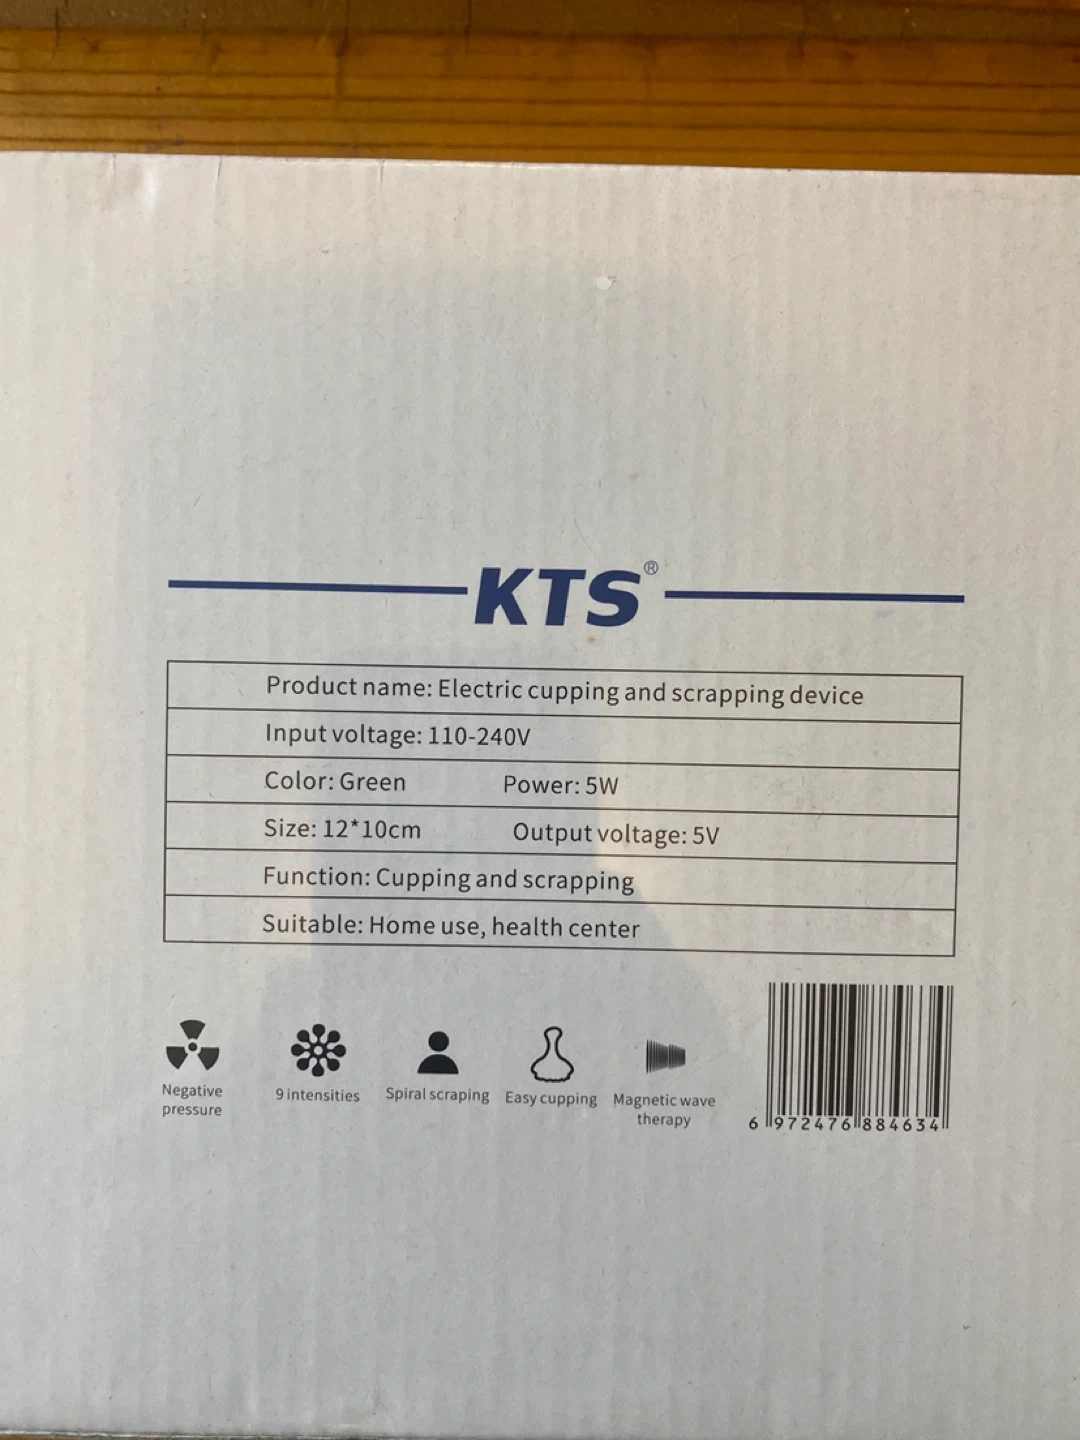 KTS®
Product name: Electric cupping and scrapping device
Input voltage: 110-240V
Color: Green Power: 5W
Size: 12*10cm Output voltage: 5V
Function: Cupping and scrapping
Suitable: Home use, health center
Negative
pressure
9 intensities
Spiral scraping
Easy cupping
Magnetic wave
therapy
6 972476 884634